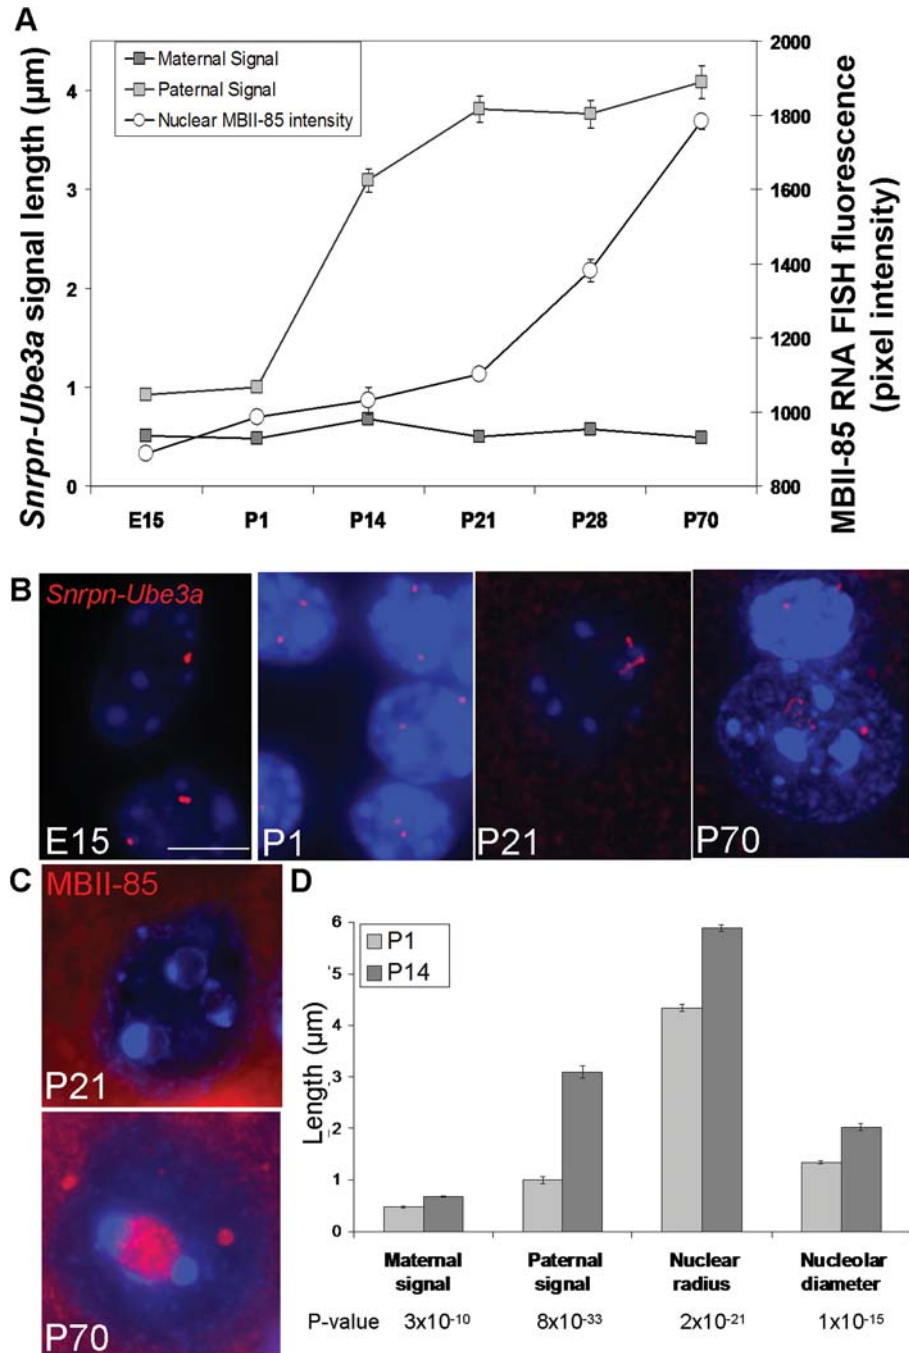 A
Snrpn-Ube3a signal length (µm)
4
3
2
1
0
Maternal Signal
Paternal Signal
Nuclear MBII-85 intensity
2000
1800
1600
1400
1200
1000
800
MBII-85 RNA FISH fluorescence
(pixel intensity)
E15 P1 P14 P21 P28 P70
B
Snrpn-Ube3a
E15
P1
P21
P70
C
MBII-85
P21
P70
D
P1
P14
Length (µm)
6
5
4
3
2
1
0
Maternal signal
Paternal signal
Nuclear radius
Nucleolar diameter
P-value 3x10⁻¹⁰ 8x10⁻³³ 2x10⁻²¹ 1x10⁻¹⁵